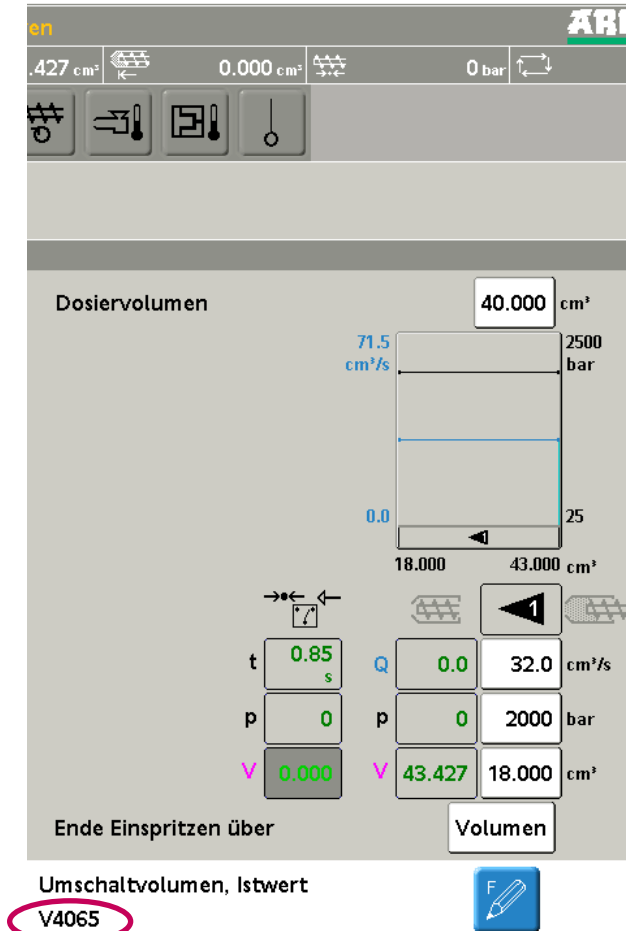 en
ARB
.427 cm³ 0.000 cm³ 0 bar
Dosiervolumen 40.000 cm³
71.5 2500
cm³/s bar
0.0 25
1
18.000 43.000 cm³
1
t 0.85 s Q 0.0 32.0 cm³/s
p 0 p 0 2000 bar
V 0.000 V 43.427 18.000 cm³
Ende Einspritzen über Volumen
Umschaltvolumen, Istwert F
V4065